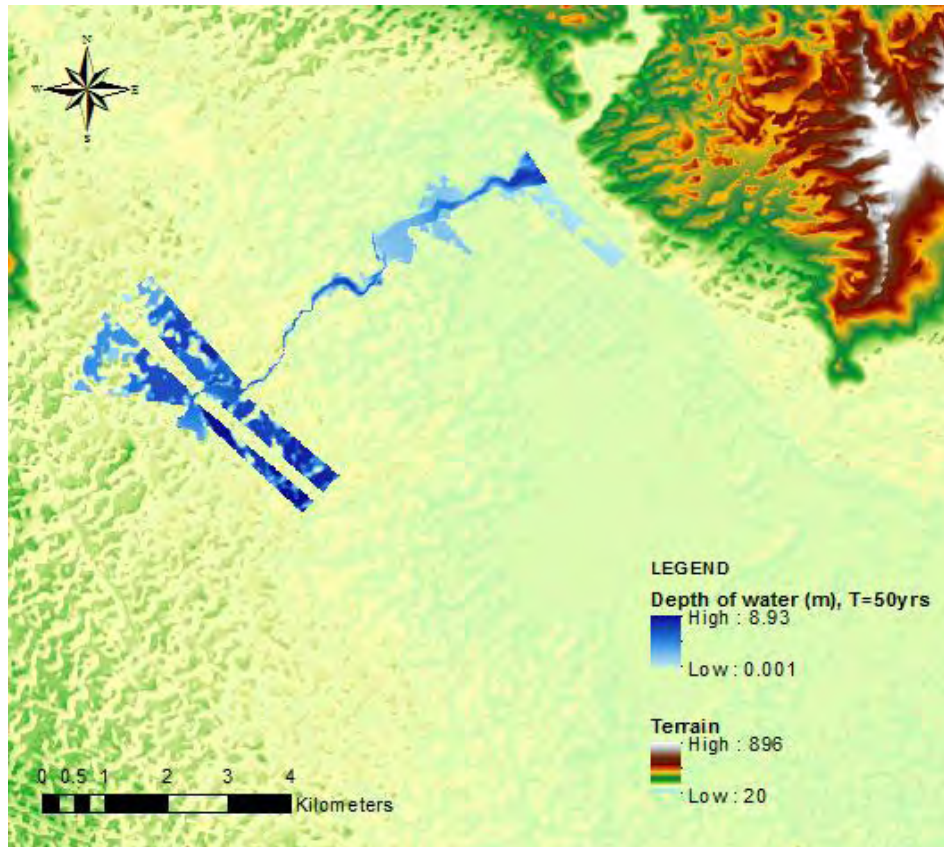 N
W E
S
LEGEND
Depth of water (m), T=50yrs
High : 8.93
Low : 0.001
Terrain
High : 896
Low : 20
0 0.5 1 2 3 4
Kilometers